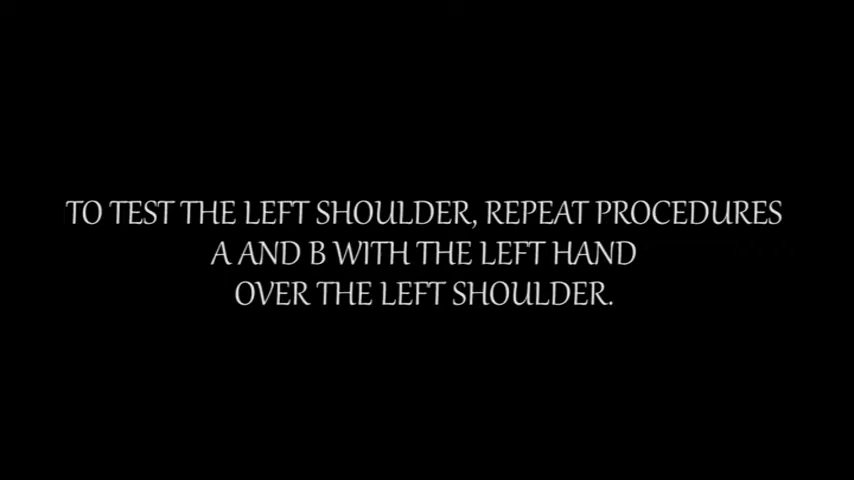 TO TEST THE LEFT SHOULDER, REPEAT PROCEDURES
A AND B WITH THE LEFT HAND
OVER THE LEFT SHOULDER.